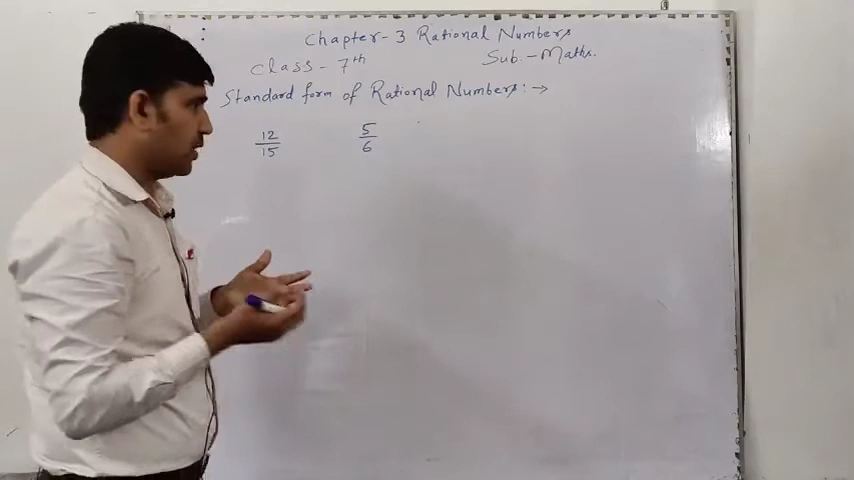 Chapter-3 Rational Numbers
Class-7th Sub.-Maths.
Standard form of Rational Numbers:→
12/15 5/6